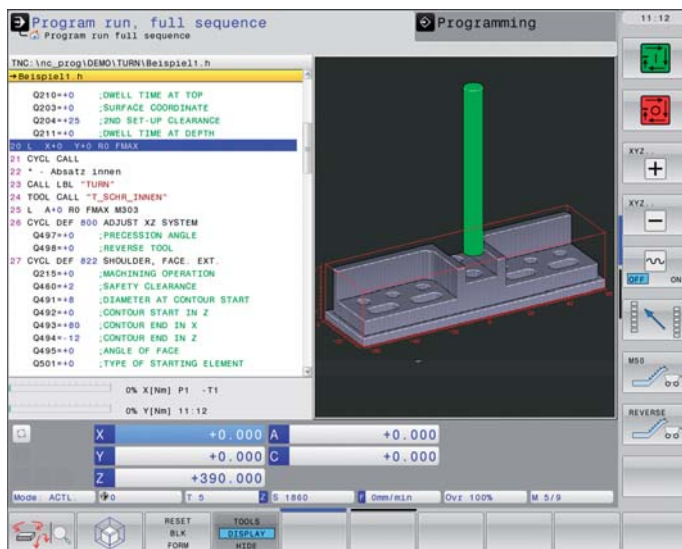 Program run, full sequence
Program run full sequence
Programming
11:12
TNC:\nc_prog\DEMO\TURN\Beispiel1.h
→Beispiel1.h
Q210=+0 ;DWELL TIME AT TOP
Q203=+0 ;SURFACE COORDINATE
Q204=+25 ;2ND SET-UP CLEARANCE
Q211=+0 ;DWELL TIME AT DEPTH
20 L X+0 Y+0 R0 FMAX
21 CYCL CALL
22 * - Absatz innen
23 CALL LBL "TURN"
24 TOOL CALL "T_SCHR_INNEN"
25 L A+0 R0 FMAX M303
26 CYCL DEF 800 ADJUST XZ SYSTEM
Q497=+0 ;PRECESSION ANGLE
Q498=+0 ;REVERSE TOOL
27 CYCL DEF 822 SHOULDER, FACE. EXT.
Q215=+0 ;MACHINING OPERATION
Q460=+2 ;SAFETY CLEARANCE
Q491=+8 ;DIAMETER AT CONTOUR START
Q492=+0 ;CONTOUR START IN Z
Q493=+80 ;CONTOUR END IN X
Q494=-12 ;CONTOUR END IN Z
Q495=+0 ;ANGLE OF FACE
Q501=+0 ;TYPE OF STARTING ELEMENT
0% X[Nm] P1 -T1
0% Y[Nm] 11:12
X +0.000 A +0.000
Y +0.000 C +0.000
Z +390.000
Mode: ACTL. 0 T 5 Z S 1860 F 0mm/min Ovr 100% M 5/9
RESET
BLK
FORM
TOOLS
DISPLAY
HIDE
XYZ..
+
XYZ..
−
OFF ON
M50
REVERSE